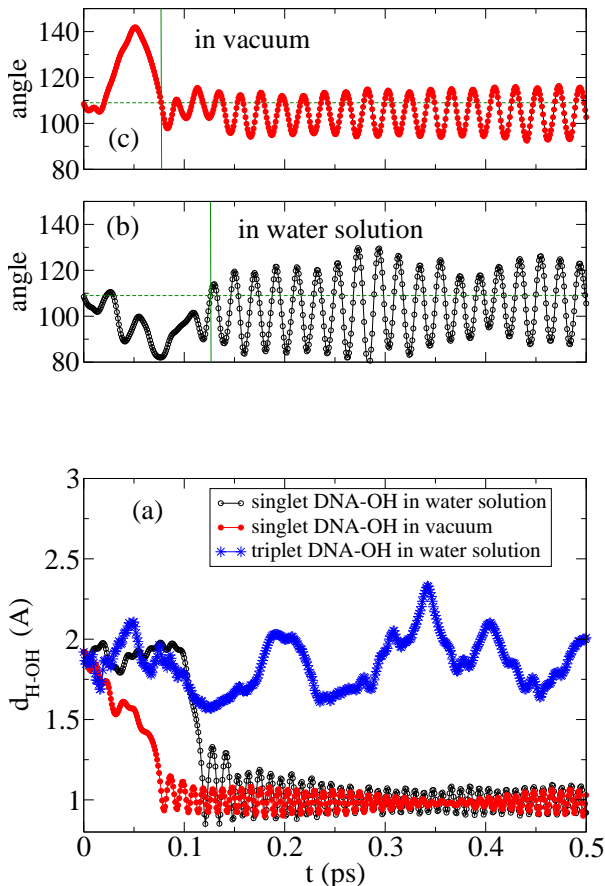 140
120
100
80
angle
in vacuum
(c)
140
120
100
80
angle
(b)
in water solution
3
2.5
2
1.5
1
d_H-OH (A)
(a)
singlet DNA-OH in water solution
singlet DNA-OH in vacuum
triplet DNA-OH in water solution
0 0.1 0.2 0.3 0.4 0.5
t (ps)